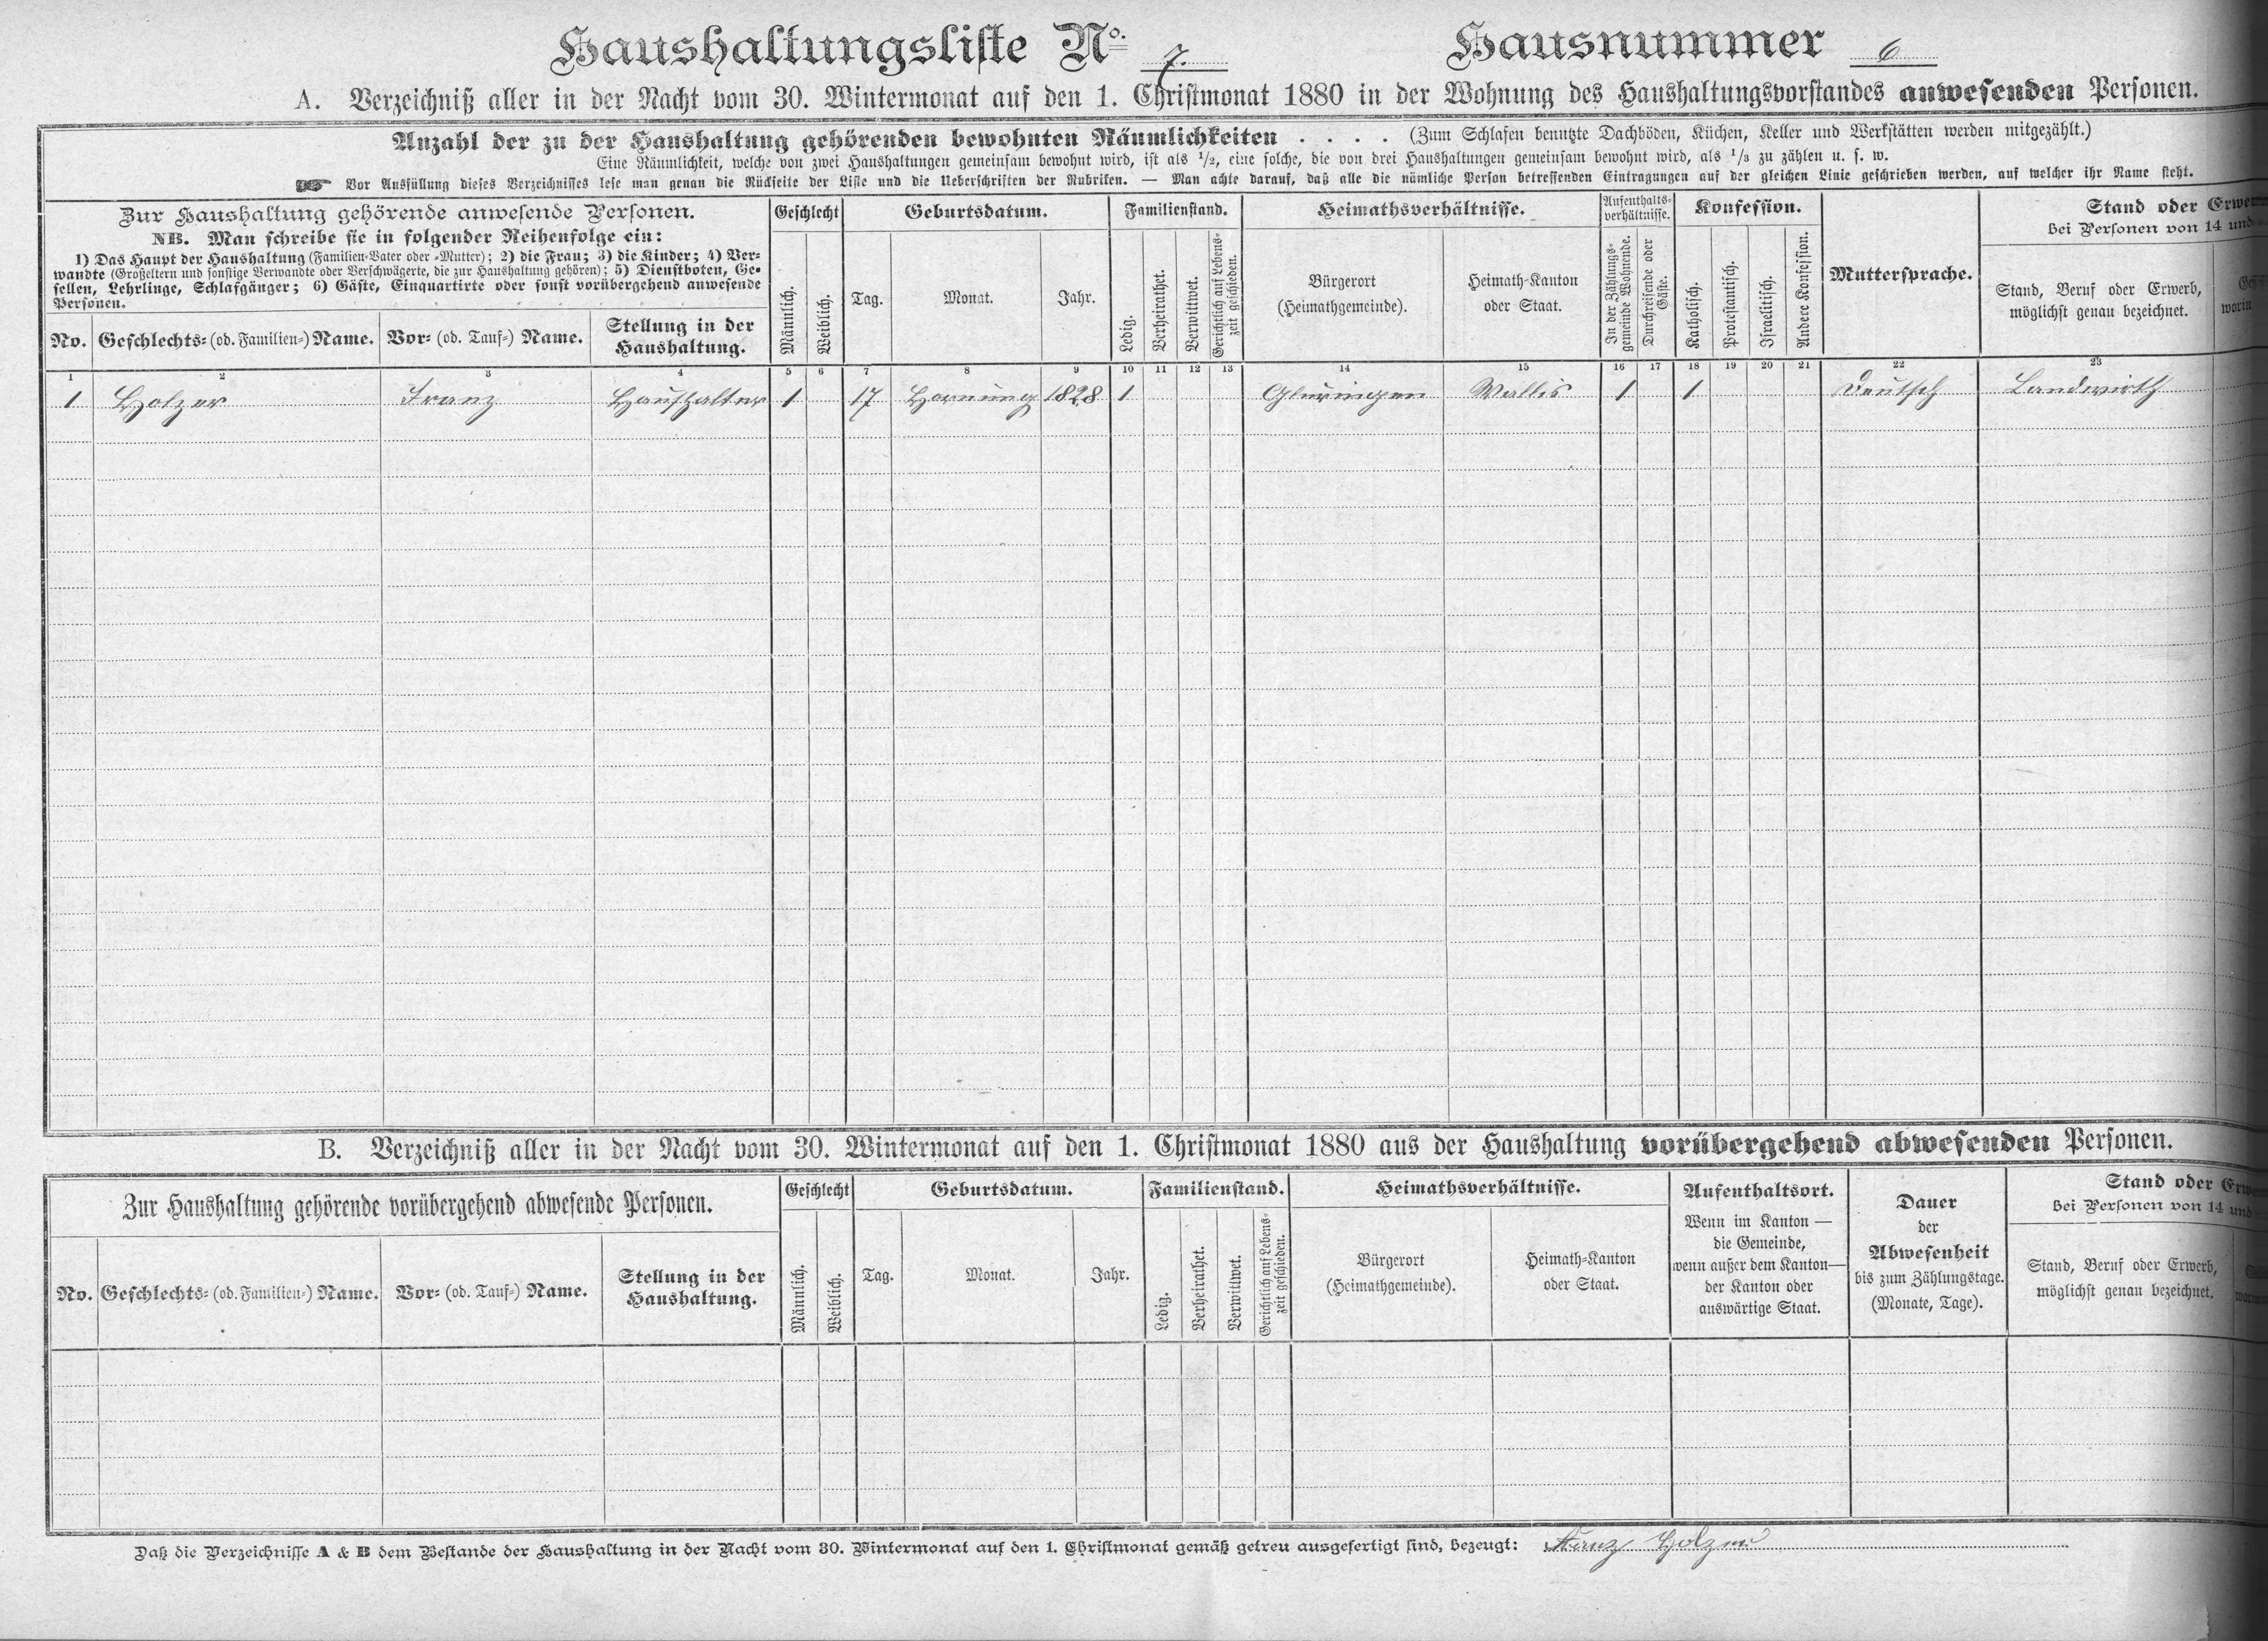 Haushaltungsliste No. 7. Hausnummer 6
A. Verzeichniß aller in der Nacht vom 30. Wintermonat auf den 1. Christmonat 1880 in der Wohnung des Haushaltungsvorstandes anwesenden Personen.
Anzahl der zu der Haushaltung gehörenden bewohnten Räumlichkeiten . . . . (Zum Schlafen benutzte Dachböden, Küchen, Keller und Werkstätten werden mitgezählt.)
Eine Räumlichkeit, welche von zwei Haushaltungen gemeinsam bewohnt wird, ist als 1/2, eine solche, die von drei Haushaltungen gemeinsam bewohnt wird, als 1/3 zu zählen u. s. w.
☛ Vor Ausfüllung dieses Verzeichnisses lese man genau die Rückseite der Liste und die Ueberschriften der Rubriken. — Man achte darauf, daß alle die nämliche Person betreffenden Eintragungen auf der gleichen Linie geschrieben werden, auf welcher ihr Name steht.
Zur Haushaltung gehörende anwesende Personen.
NB. Man schreibe sie in folgender Reihenfolge ein:
1) Das Haupt der Haushaltung (Familien-Vater oder -Mutter); 2) die Frau; 3) die Kinder; 4) Ver-
wandte (Großeltern und sonstige Verwandte oder Verschwägerte, die zur Haushaltung gehören); 5) Dienstboten, Ge-
sellen, Lehrlinge, Schlafgänger; 6) Gäste, Einquartirte oder sonst vorübergehend anwesende
Personen.
No. Geschlechts- (od. Familien-) Name. Vor- (od. Tauf-) Name. Stellung in der
Haushaltung.
Geschlecht
Männlich. Weiblich.
Geburtsdatum.
Tag. Monat. Jahr.
Familienstand.
Ledig. Verheirathet. Verwittwet. Gerichtlich auf Lebens-
zeit geschieden.
Heimathsverhältnisse.
Bürgerort
(Heimathgemeinde).
Heimath-Kanton
oder Staat.
Aufenthalts-
verhältnisse.
In der Zählungs-
gemeinde Wohnende.
Durchreisende oder
Gäste.
Konfession.
Katholisch. Protestantisch. Israelitisch. Andere Konfession.
Muttersprache.
Stand oder Erwe
bei Personen von 14 und
Stand, Beruf oder Erwerb,
möglichst genau bezeichnet.
worin
1 2 3 4 5 6 7 8 9 10 11 12 13 14 15 16 17 18 19 20 21 22 23
1 Holzer Franz Haushalter 1 17 Hornung 1828 1 Gluringen Wallis 1 1 Deutsch Landwirth
B. Verzeichniß aller in der Nacht vom 30. Wintermonat auf den 1. Christmonat 1880 aus der Haushaltung vorübergehend abwesenden Personen.
Zur Haushaltung gehörende vorübergehend abwesende Personen.
No. Geschlechts- (od. Familien-) Name. Vor- (od. Tauf-) Name. Stellung in der
Haushaltung.
Geschlecht
Männlich. Weiblich.
Geburtsdatum.
Tag. Monat. Jahr.
Familienstand.
Ledig. Verheirathet. Verwittwet. Gerichtlich auf Lebens-
zeit geschieden.
Heimathsverhältnisse.
Bürgerort
(Heimathgemeinde).
Heimath-Kanton
oder Staat.
Aufenthaltsort.
Wenn im Kanton —
die Gemeinde,
wenn außer dem Kanton—
der Kanton oder
auswärtige Staat.
Dauer
der
Abwesenheit
bis zum Zählungstage.
(Monate, Tage).
Stand oder Erw
bei Personen von 14 und
Stand, Beruf oder Erwerb,
möglichst genau bezeichnet.
Daß die Verzeichnisse A & B dem Bestande der Haushaltung in der Nacht vom 30. Wintermonat auf den 1. Christmonat gemäß getreu ausgefertigt sind, bezeugt: Franz Holzer